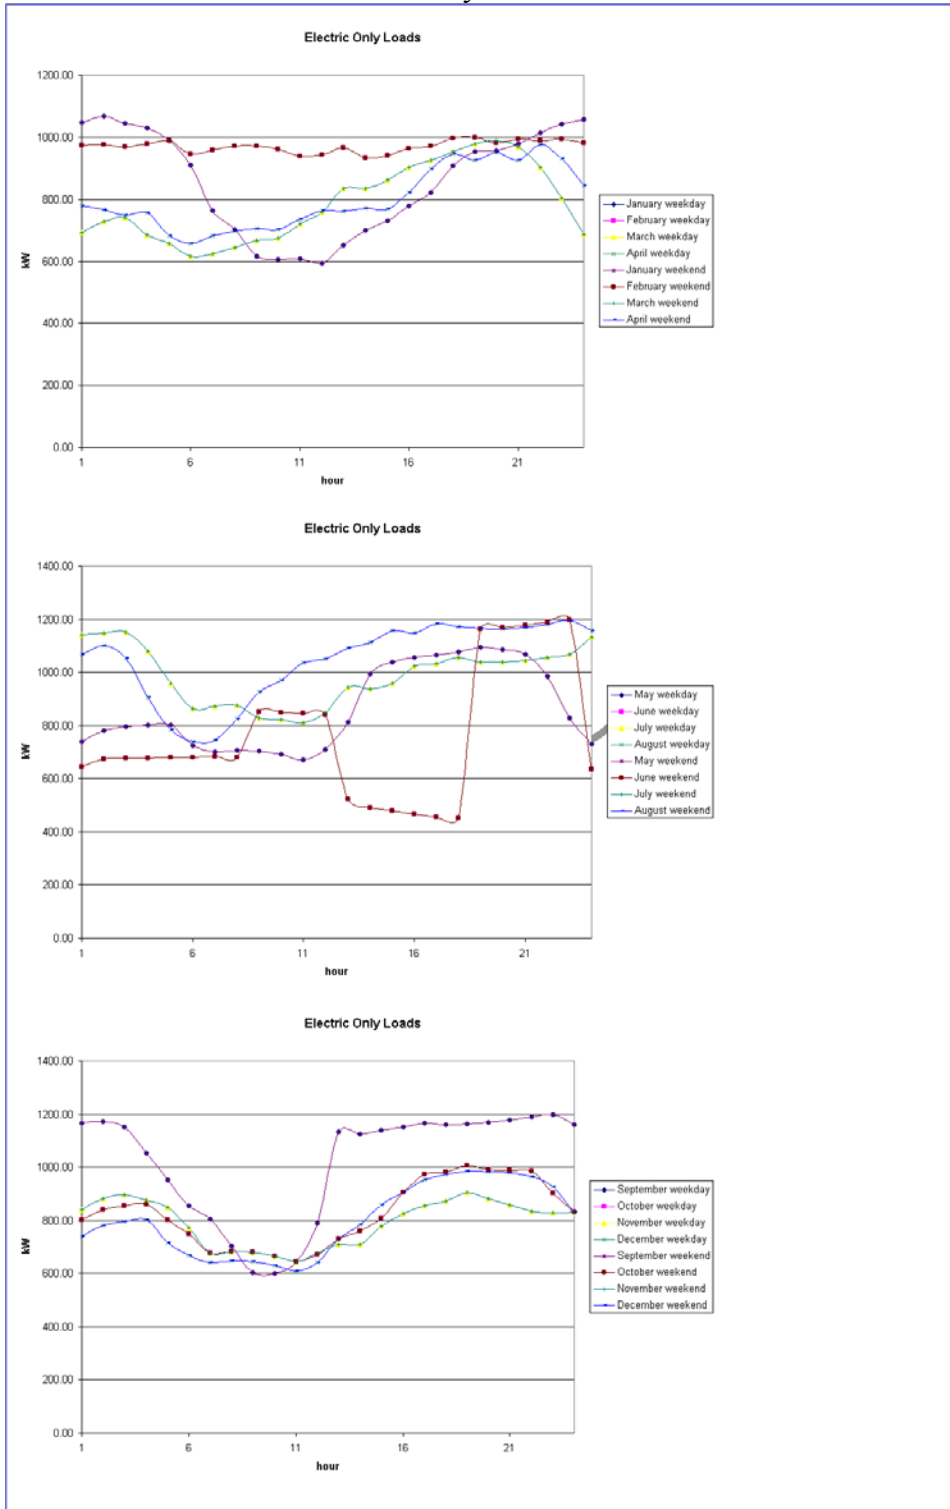 Electric Only Loads
1200.00
1000.00
800.00
600.00
400.00
200.00
0.00
kW
1 6 11 16 21
hour
January weekday
February weekday
March weekday
April weekday
January weekend
February weekend
March weekend
April weekend
Electric Only Loads
1400.00
1200.00
1000.00
800.00
600.00
400.00
200.00
0.00
kW
1 6 11 16 21
hour
May weekday
June weekday
July weekday
August weekday
May weekend
June weekend
July weekend
August weekend
Electric Only Loads
1400.00
1200.00
1000.00
800.00
600.00
400.00
200.00
0.00
kW
1 6 11 16 21
hour
September weekday
October weekday
November weekday
December weekday
September weekend
October weekend
November weekend
December weekend